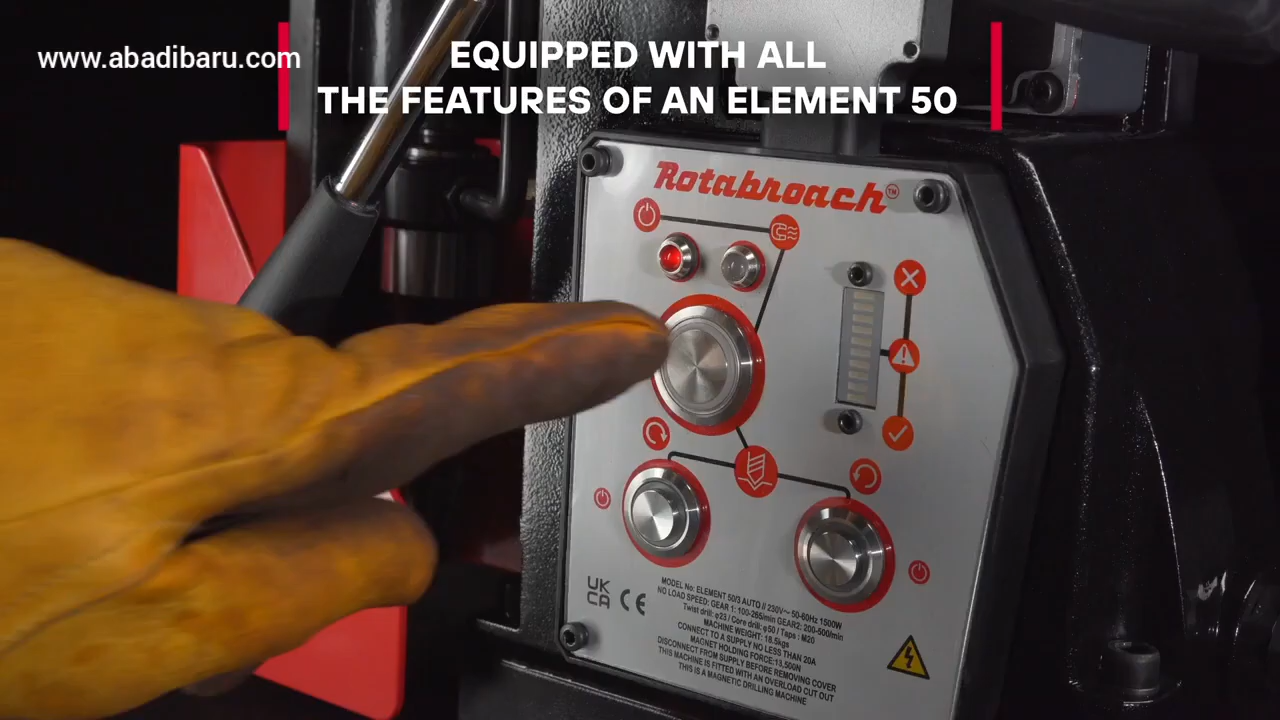 www.abadibaru.com
EQUIPPED WITH ALL
THE FEATURES OF AN ELEMENT 50
Rotabroach™
UK
CA CE
MODEL No: ELEMENT 50/3 AUTO // 230V~ 50-60Hz 1500W
NO LOAD SPEED: GEAR 1: 100-265/min GEAR2: 200-500/min
Twist drill: φ23 / Core drill: φ50 / Taps : M20
MACHINE WEIGHT: 18.5kgs
CONNECT TO A SUPPLY NO LESS THAN 20A
MAGNET HOLDING FORCE:13,500N
DISCONNECT FROM SUPPLY BEFORE REMOVING COVER
THIS MACHINE IS FITTED WITH AN OVERLOAD CUT OUT
THIS IS A MAGNETIC DRILLING MACHINE